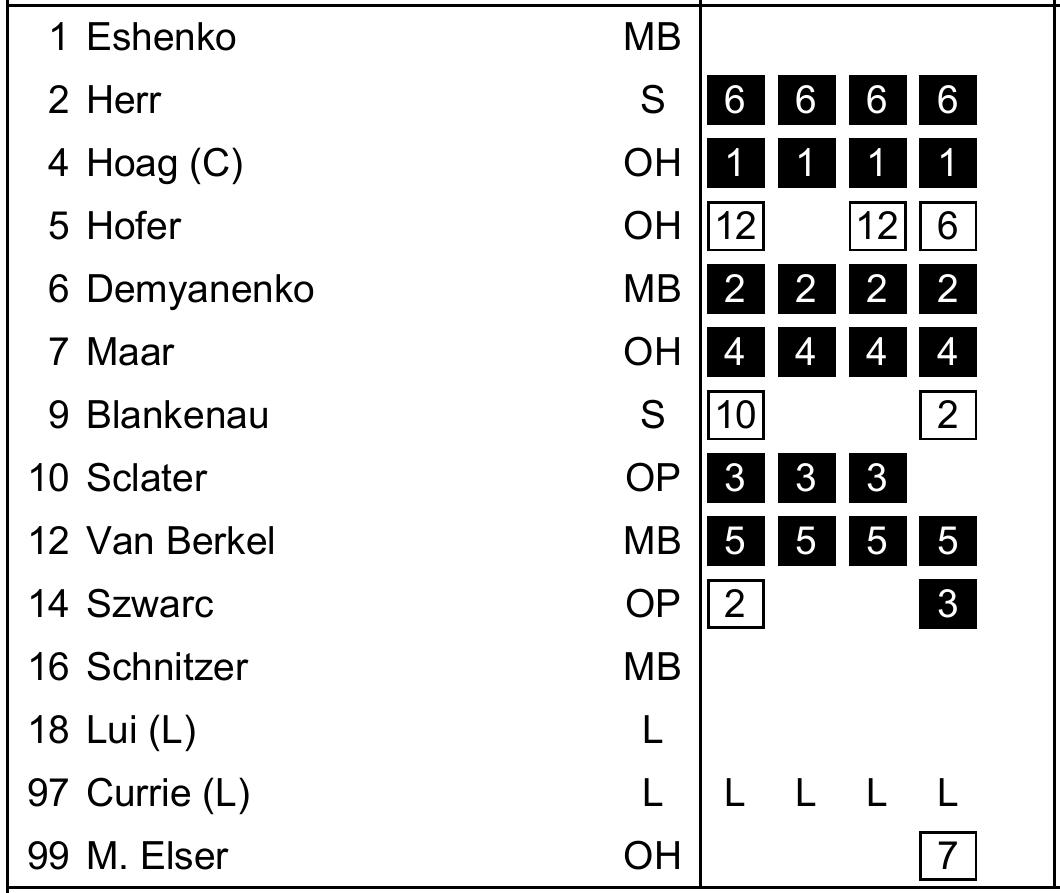 1 Eshenko MB
2 Herr S 6 6 6 6
4 Hoag (C) OH 1 1 1 1
5 Hofer OH 12 12 6
6 Demyanenko MB 2 2 2 2
7 Maar OH 4 4 4 4
9 Blankenau S 10 2
10 Sclater OP 3 3 3
12 Van Berkel MB 5 5 5 5
14 Szwarc OP 2 3
16 Schnitzer MB
18 Lui (L) L
97 Currie (L) L L L L L
99 M. Elser OH 7